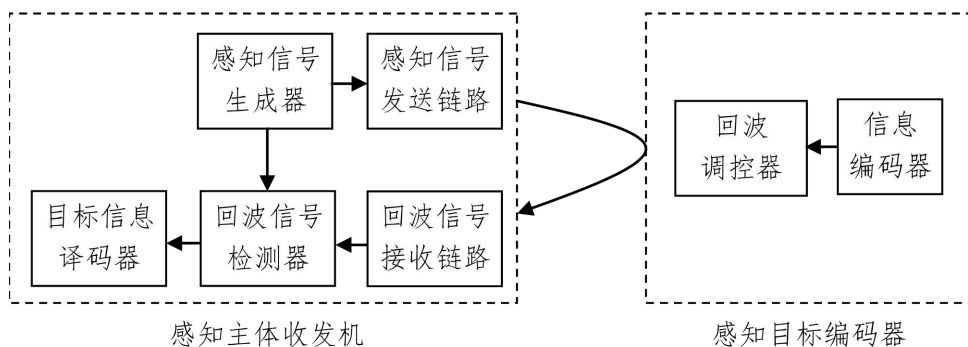 感知信号
生成器
感知信号
发送链路
回波
调控器
信息
编码器
目标信息
译码器
回波信号
检测器
回波信号
接收链路
感知主体收发机
感知目标编码器